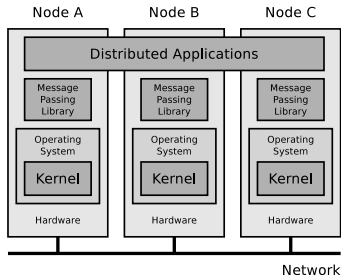 Node A Node B Node C
Distributed Applications
Message Message Message
Passing Passing Passing
Library Library Library
Operating Operating Operating
System System System
Kernel Kernel Kernel
Hardware Hardware Hardware
Network